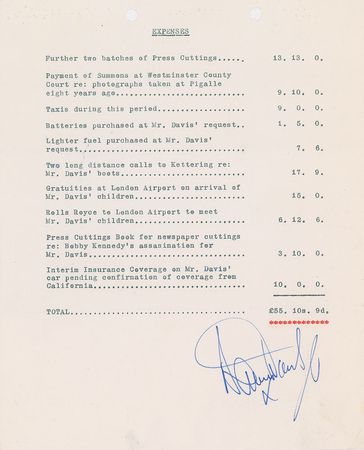 EXPENSES
Further two batches of Press Cuttings..... 13. 13. 0.
Payment of Summons at Westminster County
Court re: photographs taken at Pigalle
eight years ago......................... 9. 10. 0.
Taxis during this period................ 9. 0. 0.
Batteries purchased at Mr. Davis' request.. 1. 5. 0.
Lighter fuel purchased at Mr. Davis'
request................................. 7. 6.
Two long distance calls to Kettering re:
Mr. Davis' boots........................ 17. 9.
Gratuities at London Airport on arrival of
Mr. Davis' children..................... 15. 0.
Rolls Royce to London Airport to meet
Mr. Davis' children..................... 6. 12. 6.
Press Cuttings Book for newspaper cuttings
re: Bobby Kennedy's assasination for
Mr. Davis............................... 3. 10. 0.
Interim Insurance Coverage on Mr. Davis'
car pending confirmation of coverage from
California.............................. 10. 0. 0.
TOTAL................................... £55. 10s. 9d.